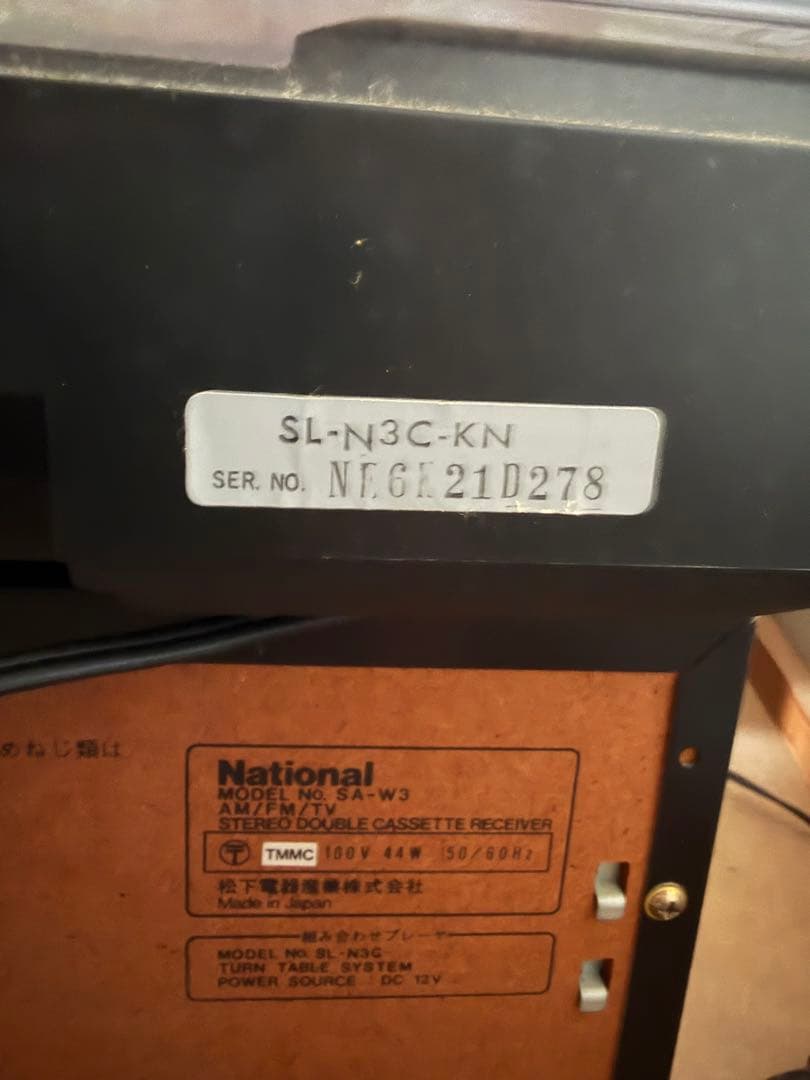 SL-N3C-KN
SER. NO. 21D278
めねじ類は
National
MODEL No. SA-W3
AM/FM/TV
STEREO DOUBLE CASSETTE RECEIVER
TMMC 100V 44W 50/60Hz
松下電器産業株式会社
Made in Japan
組み合わせプレーヤー
MODEL No. SL-N3C
TURN TABLE SYSTEM
POWER SOURCE : DC 12V